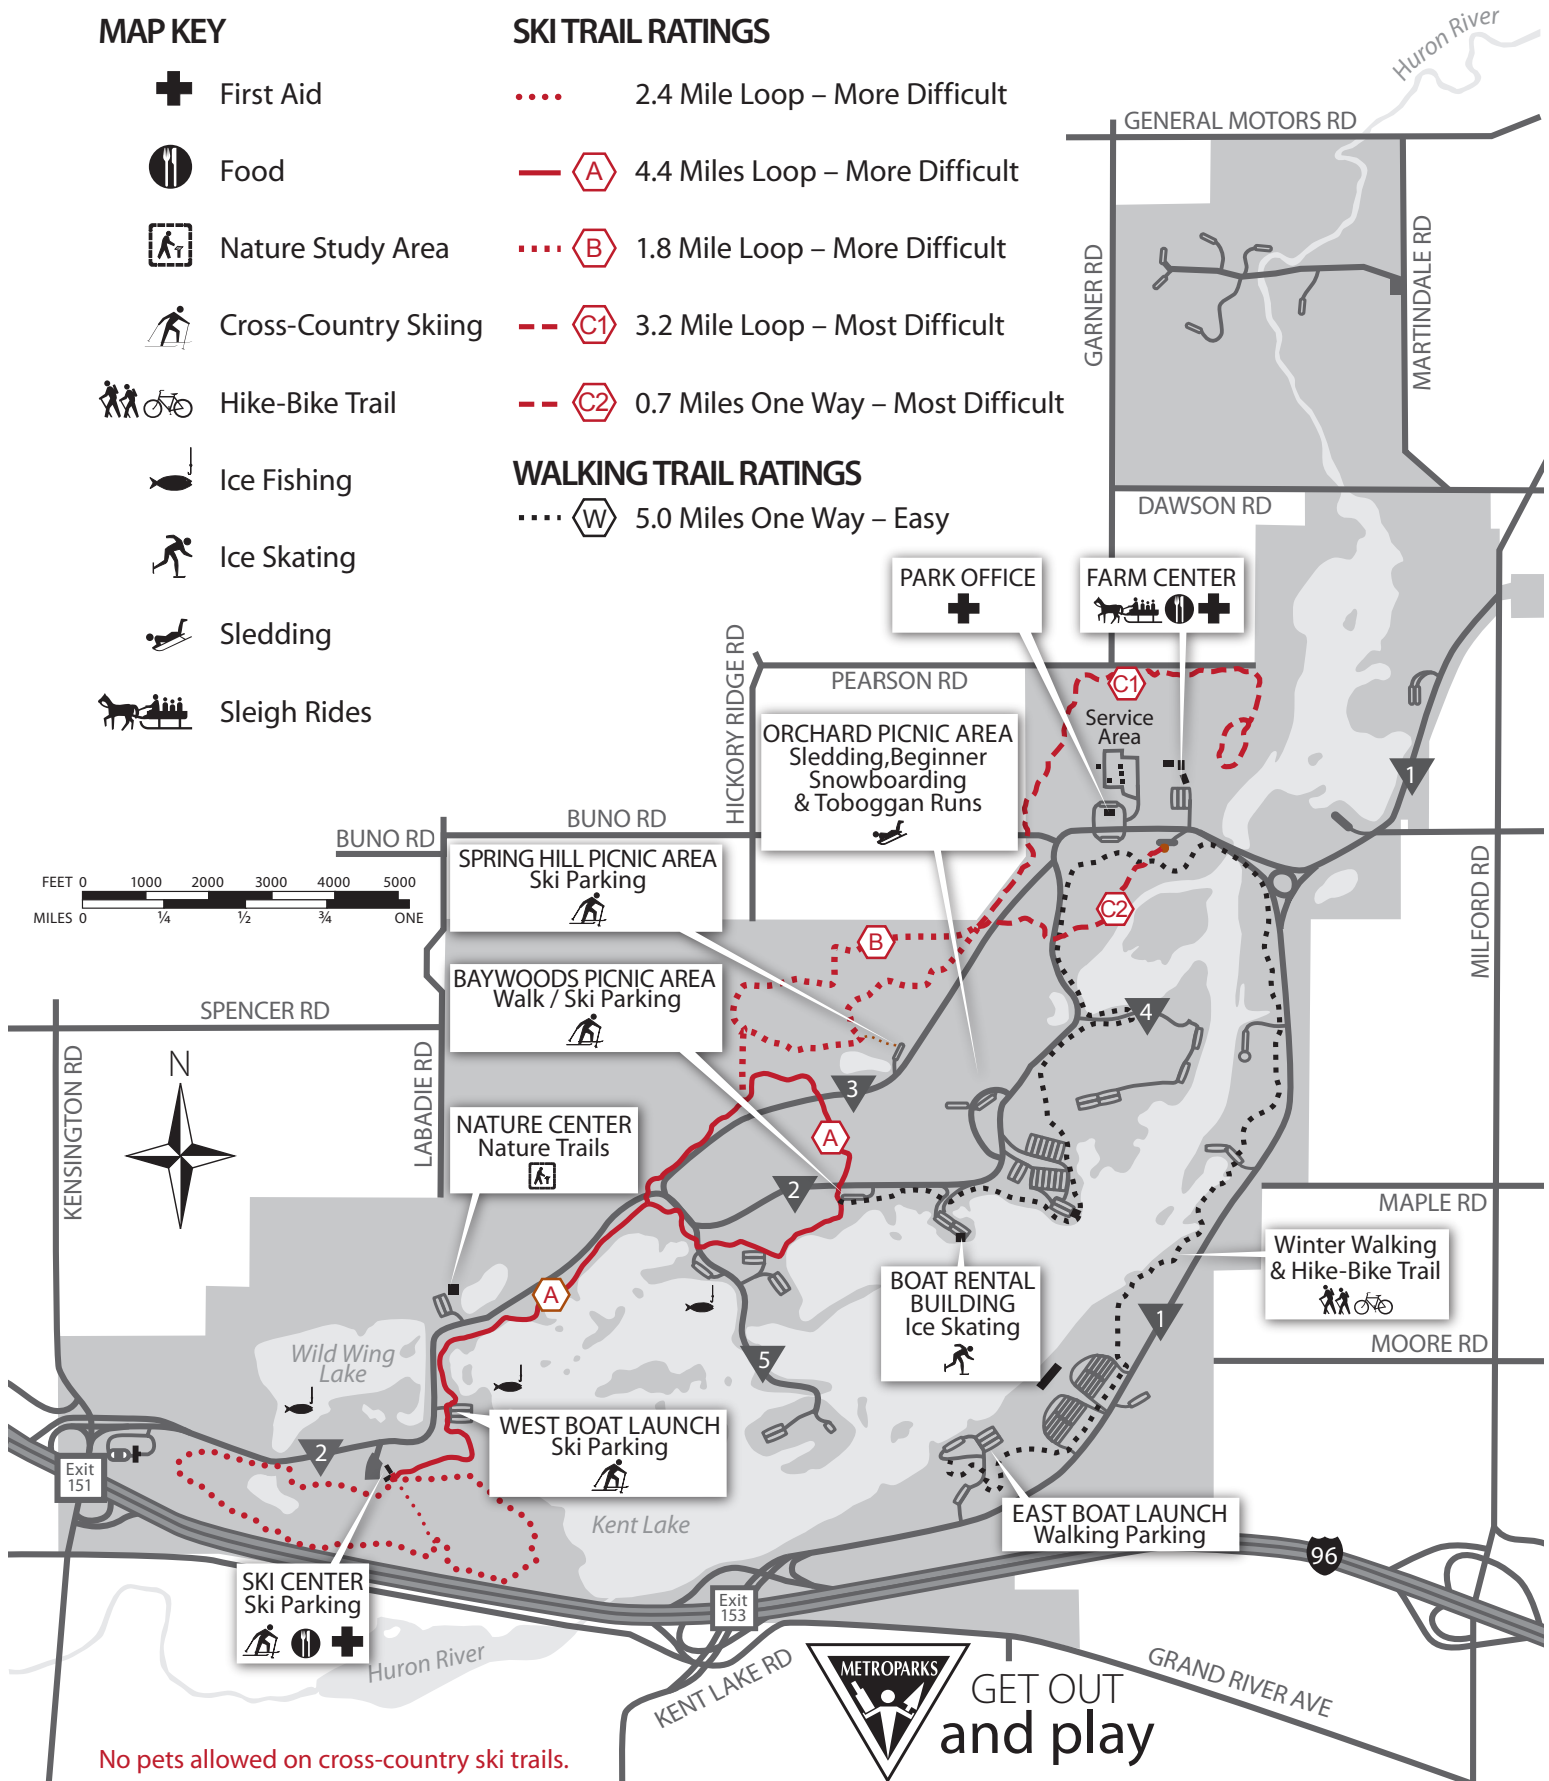 MAP KEY
First Aid
Food
Nature Study Area
Cross-Country Skiing
Hike-Bike Trail
Ice Fishing
Ice Skating
Sledding
Sleigh Rides
SKI TRAIL RATINGS
2.4 Mile Loop – More Difficult
A 4.4 Miles Loop – More Difficult
B 1.8 Mile Loop – More Difficult
C1 3.2 Mile Loop – Most Difficult
C2 0.7 Miles One Way – Most Difficult
WALKING TRAIL RATINGS
W 5.0 Miles One Way – Easy
Huron River
GENERAL MOTORS RD
GARNER RD
MARTINDALE RD
DAWSON RD
PARK OFFICE
FARM CENTER
HICKORY RIDGE RD
PEARSON RD
C1
Service
Area
ORCHARD PICNIC AREA
Sledding,Beginner
Snowboarding
& Toboggan Runs
1
BUNO RD
BUNO RD
SPRING HILL PICNIC AREA
Ski Parking
FEET 0 1000 2000 3000 4000 5000
MILES 0 ¼ ½ ¾ ONE
MILFORD RD
C2
B
BAYWOODS PICNIC AREA
Walk / Ski Parking
SPENCER RD
4
KENSINGTON RD
N
LABADIE RD
3
NATURE CENTER
Nature Trails
A
2
MAPLE RD
Winter Walking
& Hike-Bike Trail
A
BOAT RENTAL
BUILDING
Ice Skating
1
MOORE RD
Wild Wing
Lake
5
WEST BOAT LAUNCH
Ski Parking
2
Exit
151
Kent Lake
EAST BOAT LAUNCH
Walking Parking
96
SKI CENTER
Ski Parking
Exit
153
Huron River
KENT LAKE RD
METROPARKS
GET OUT
and play
GRAND RIVER AVE
No pets allowed on cross-country ski trails.